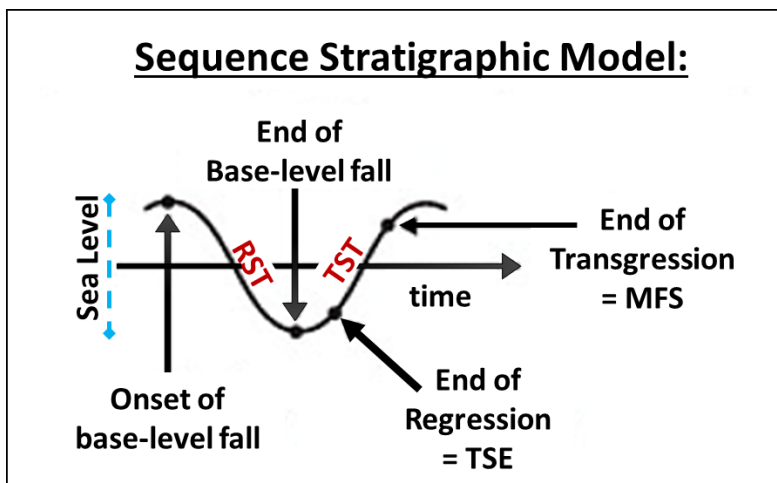 Sequence Stratigraphic Model:
End of
Base-level fall
Sea Level
RST
TST
time
End of
Transgression
= MFS
Onset of
base-level fall
End of
Regression
= TSE